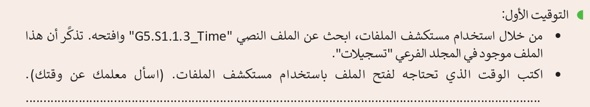 التوقيت الأول:
• من خلال استخدام مستكشف الملفات، ابحث عن الملف النصي "G5.S1.1.3_Time" وافتحه. تذكَّر أن هذا
الملف موجود في المجلد الفرعي "تسجيلات".
• اكتب الوقت الذي تحتاجه لفتح الملف باستخدام مستكشف الملفات. (اسأل معلمك عن وقتك).